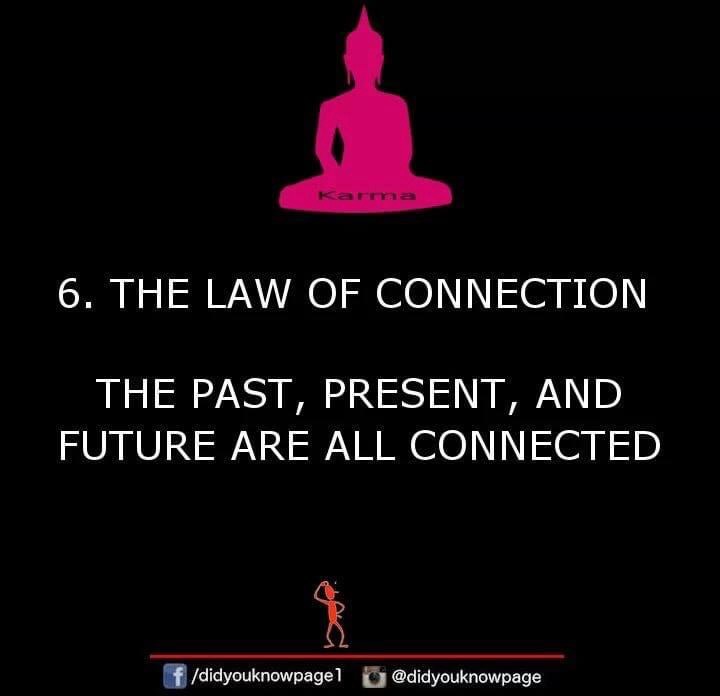 Karma
6. THE LAW OF CONNECTION
THE PAST, PRESENT, AND
FUTURE ARE ALL CONNECTED
/didyouknowpage1 @didyouknowpage